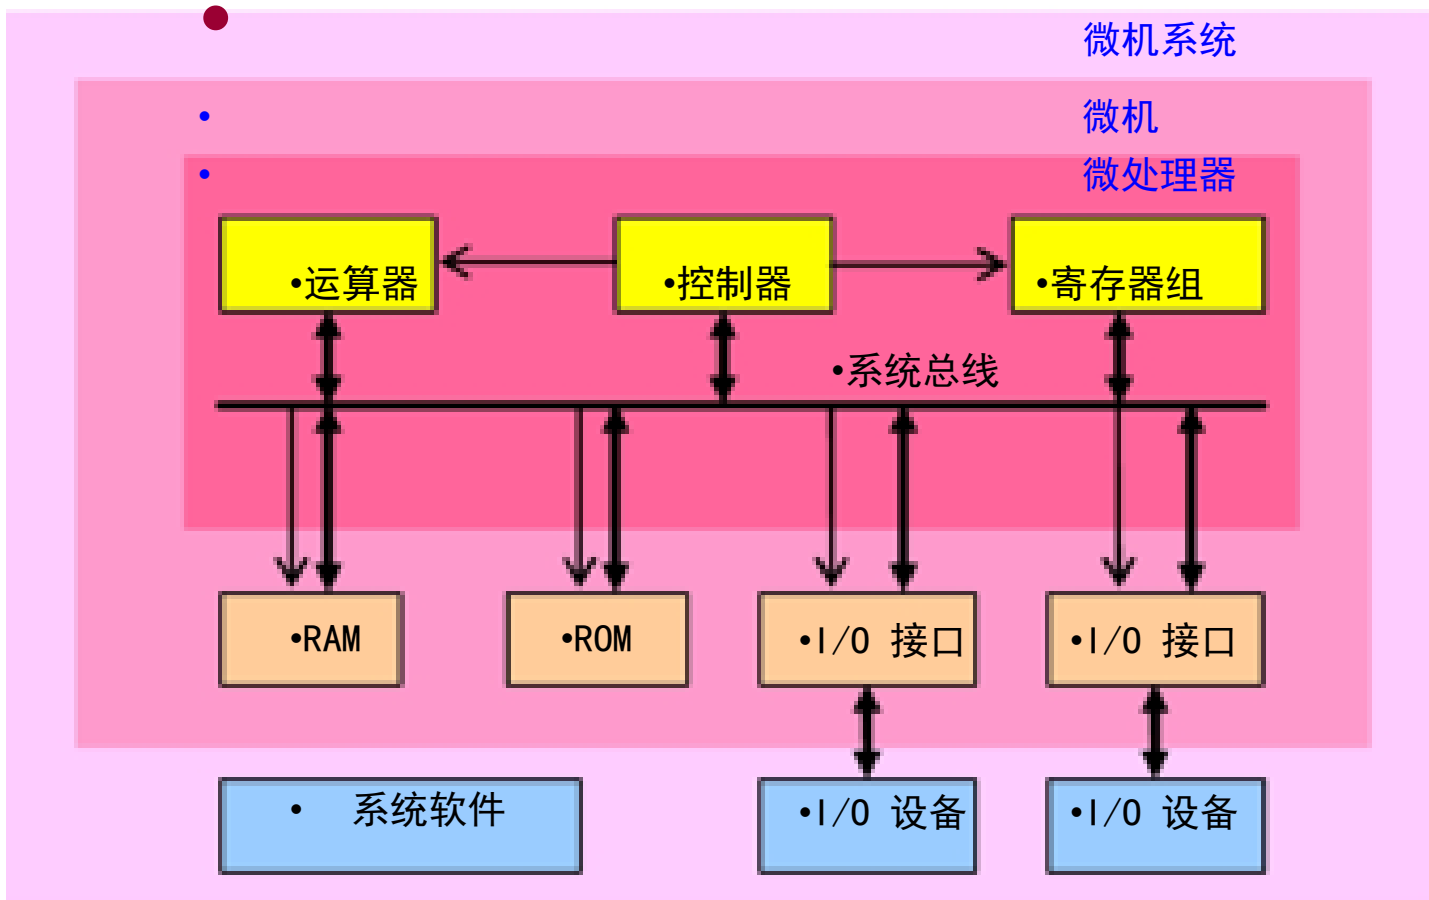 微机系统
•微机
•微处理器
•运算器 •控制器 •寄存器组
•系统总线
•RAM •ROM •I/O 接口 •I/O 接口
• 系统软件 •I/O 设备 •I/O 设备